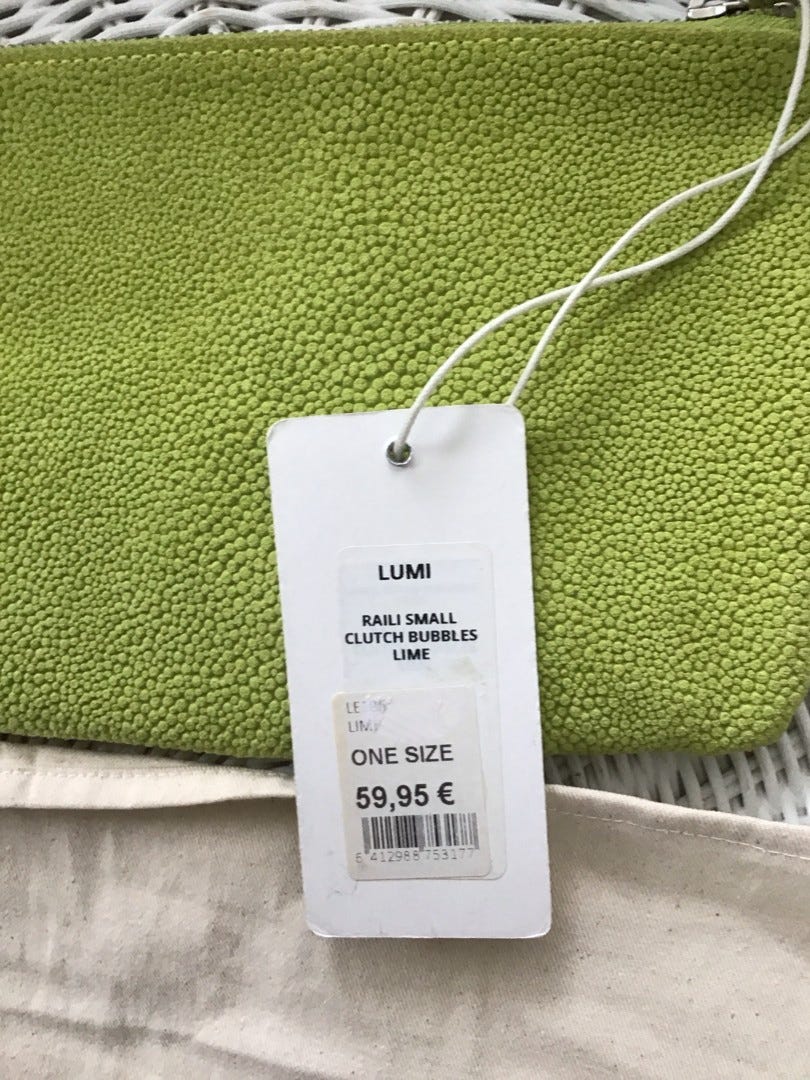 LUMI
RAILI SMALL
CLUTCH BUBBLES
LIME
ONE SIZE
59,95 €
6 412988 753177